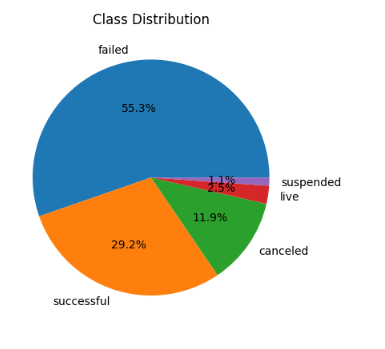 Class Distribution
failed
55.3%
1.1%
suspended
2.5%
live
11.9%
29.2%
canceled
successful